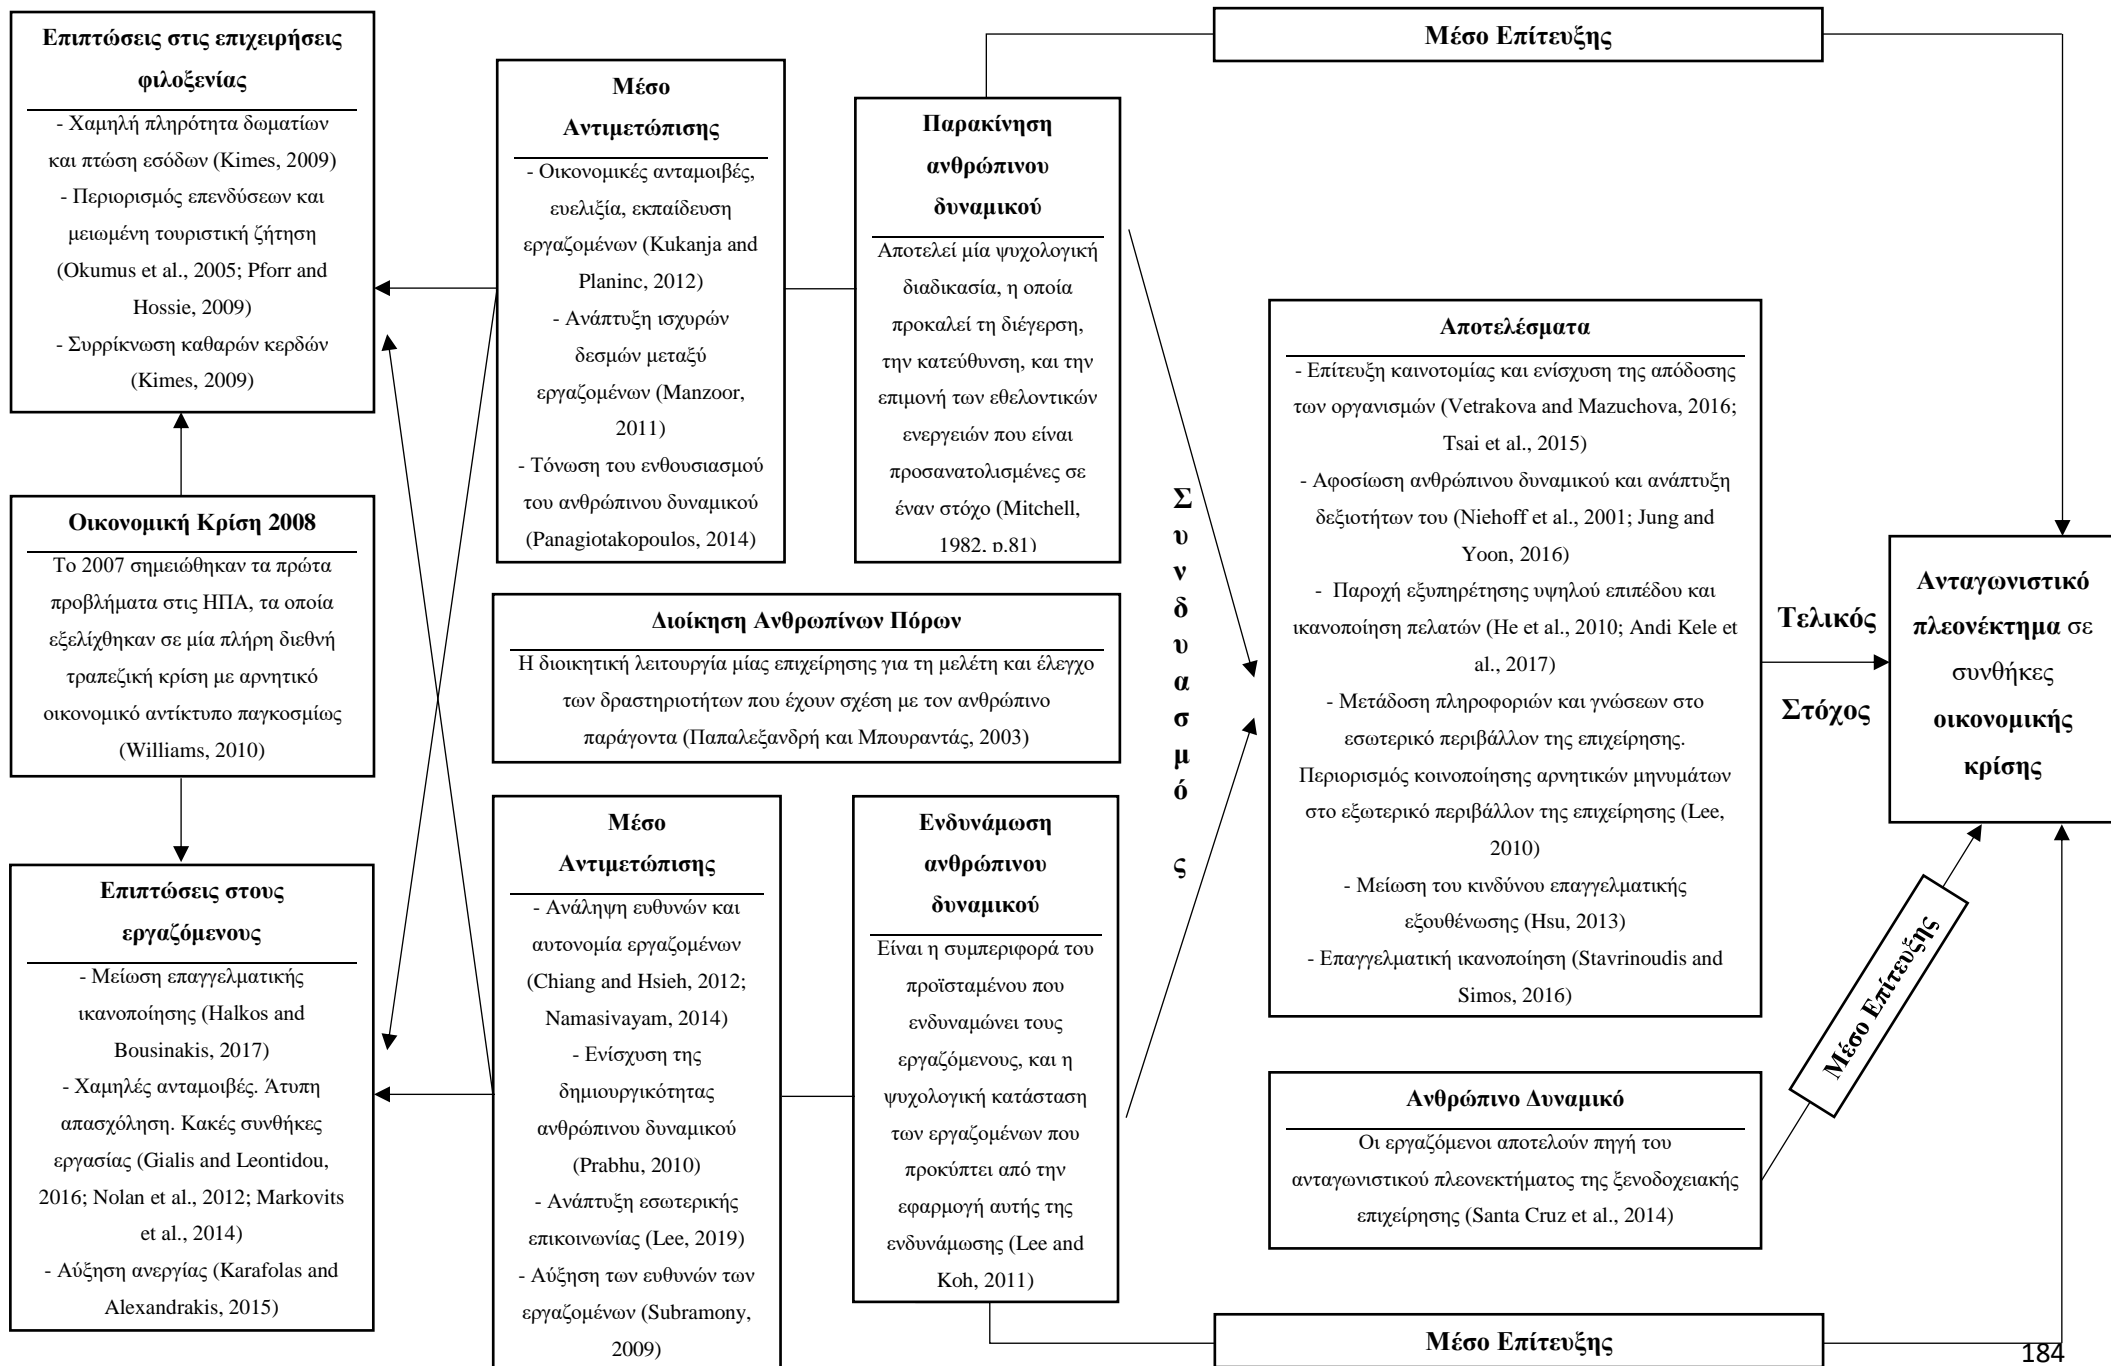 Επιπτώσεις στις επιχειρήσεις
φιλοξενίας
- Χαμηλή πληρότητα δωματίων
και πτώση εσόδων (Kimes, 2009)
- Περιορισμός επενδύσεων και
μειωμένη τουριστική ζήτηση
(Okumus et al., 2005; Pforr and
Hossie, 2009)
- Συρρίκνωση καθαρών κερδών
(Kimes, 2009)
Οικονομική Κρίση 2008
Το 2007 σημειώθηκαν τα πρώτα
προβλήματα στις ΗΠΑ, τα οποία
εξελίχθηκαν σε μία πλήρη διεθνή
τραπεζική κρίση με αρνητικό
οικονομικό αντίκτυπο παγκοσμίως
(Williams, 2010)
Επιπτώσεις στους
εργαζόμενους
- Μείωση επαγγελματικής
ικανοποίησης (Halkos and
Bousinakis, 2017)
- Χαμηλές ανταμοιβές. Άτυπη
απασχόληση. Κακές συνθήκες
εργασίας (Gialis and Leontidou,
2016; Nolan et al., 2012; Markovits
et al., 2014)
- Αύξηση ανεργίας (Karafolas and
Alexandrakis, 2015)
Μέσο
Αντιμετώπισης
- Οικονομικές ανταμοιβές,
ευελιξία, εκπαίδευση
εργαζομένων (Kukanja and
Planinc, 2012)
- Ανάπτυξη ισχυρών
δεσμών μεταξύ
εργαζομένων (Manzoor,
2011)
- Τόνωση του ενθουσιασμού
του ανθρώπινου δυναμικού
(Panagiotakopoulos, 2014)
Παρακίνηση
ανθρώπινου
δυναμικού
Αποτελεί μία ψυχολογική
διαδικασία, η οποία
προκαλεί τη διέγερση,
την κατεύθυνση, και την
επιμονή των εθελοντικών
ενεργειών που είναι
προσανατολισμένες σε
έναν στόχο (Mitchell,
1982, p.81)
Διοίκηση Ανθρωπίνων Πόρων
Η διοικητική λειτουργία μίας επιχείρησης για τη μελέτη και έλεγχο
των δραστηριοτήτων που έχουν σχέση με τον ανθρώπινο
παράγοντα (Παπαλεξανδρή και Μπουραντάς, 2003)
Μέσο
Αντιμετώπισης
- Ανάληψη ευθυνών και
αυτονομία εργαζομένων
(Chiang and Hsieh, 2012;
Namasivayam, 2014)
- Ενίσχυση της
δημιουργικότητας
ανθρώπινου δυναμικού
(Prabhu, 2010)
- Ανάπτυξη εσωτερικής
επικοινωνίας (Lee, 2019)
- Αύξηση των ευθυνών των
εργαζομένων (Subramony,
2009)
Ενδυνάμωση
ανθρώπινου
δυναμικού
Είναι η συμπεριφορά του
προϊσταμένου που
ενδυναμώνει τους
εργαζόμενους, και η
ψυχολογική κατάσταση
των εργαζομένων που
προκύπτει από την
εφαρμογή αυτής της
ενδυνάμωσης (Lee and
Koh, 2011)
Συνδυασμός
Μέσο Επίτευξης
Αποτελέσματα
- Επίτευξη καινοτομίας και ενίσχυση της απόδοσης
των οργανισμών (Vetrakova and Mazuchova, 2016;
Tsai et al., 2015)
- Αφοσίωση ανθρώπινου δυναμικού και ανάπτυξη
δεξιοτήτων του (Niehoff et al., 2001; Jung and
Yoon, 2016)
- Παροχή εξυπηρέτησης υψηλού επιπέδου και
ικανοποίηση πελατών (He et al., 2010; Andi Kele et
al., 2017)
- Μετάδοση πληροφοριών και γνώσεων στο
εσωτερικό περιβάλλον της επιχείρησης.
Περιορισμός κοινοποίησης αρνητικών μηνυμάτων
στο εξωτερικό περιβάλλον της επιχείρησης (Lee,
2010)
- Μείωση του κινδύνου επαγγελματικής
εξουθένωσης (Hsu, 2013)
- Επαγγελματική ικανοποίηση (Stavrinoudis and
Simos, 2016)
Τελικός
Στόχος
Ανταγωνιστικό
πλεονέκτημα σε
συνθήκες
οικονομικής
κρίσης
Ανθρώπινο Δυναμικό
Οι εργαζόμενοι αποτελούν πηγή του
ανταγωνιστικού πλεονεκτήματος της ξενοδοχειακής
επιχείρησης (Santa Cruz et al., 2014)
Μέσο Επίτευξης
Μέσο Επίτευξης
184